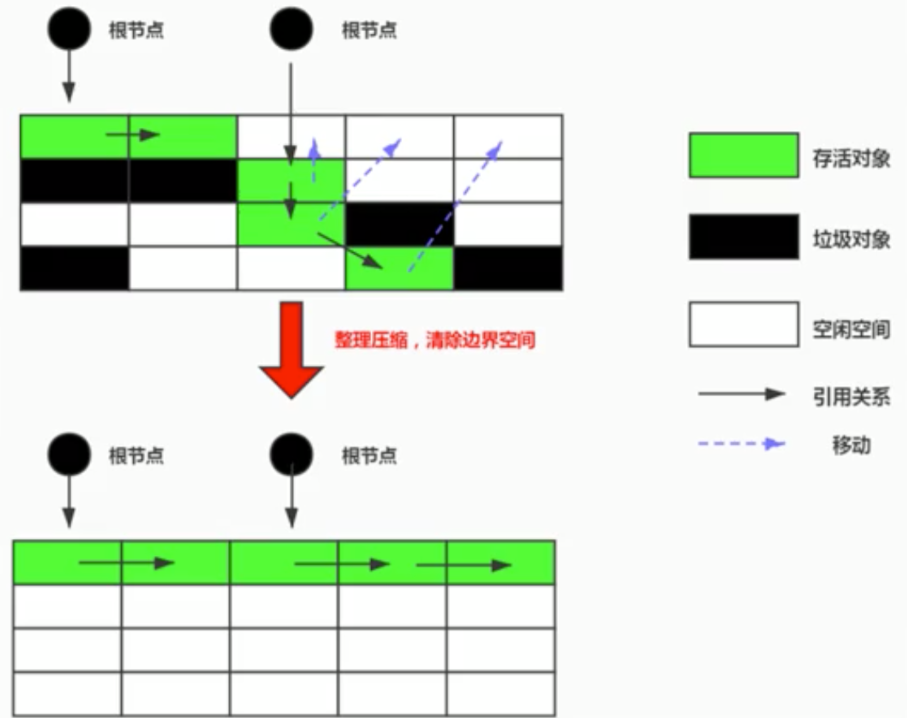 根节点
根节点
存活对象
垃圾对象
空闲空间
整理压缩，清除边界空间
引用关系
移动
根节点
根节点